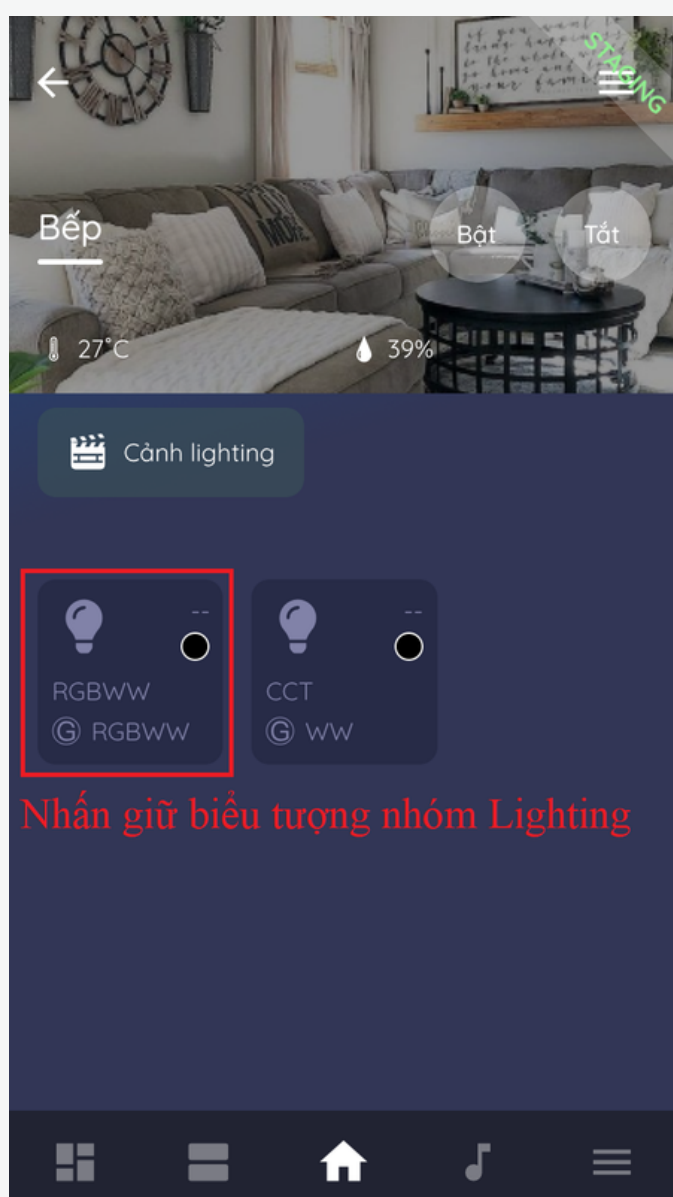 STAGING
Bếp
Bật
Tắt
27°C
39%
Cảnh lighting
--
--
RGBWW
CCT
G RGBWW
G WW
Nhấn giữ biểu tượng nhóm Lighting